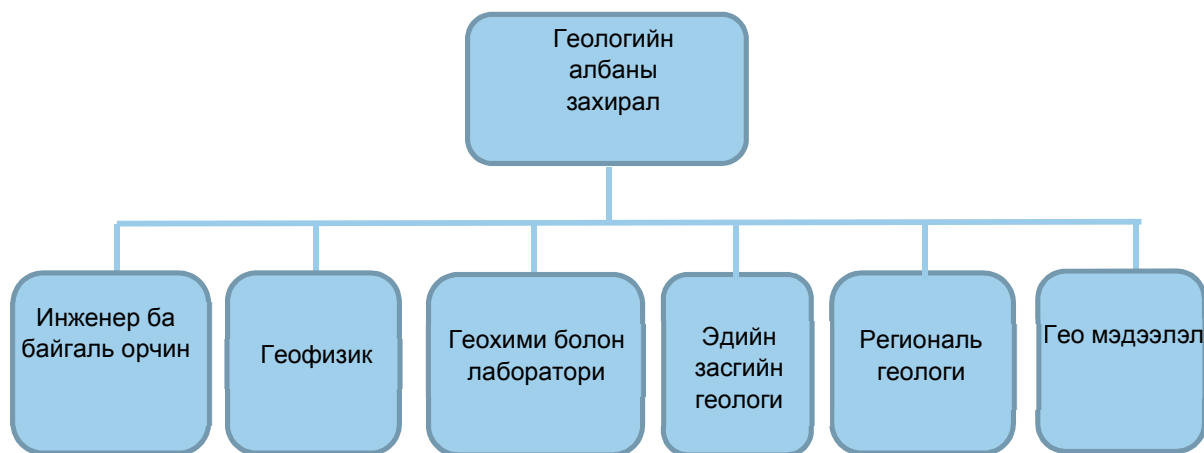 Геологийн
албаны
захирал
Инженер ба
байгаль орчин
Геофизик
Геохими болон
лаборатори
Эдийн
засгийн
геологи
Региональ
геологи
Гео мэдээлэл